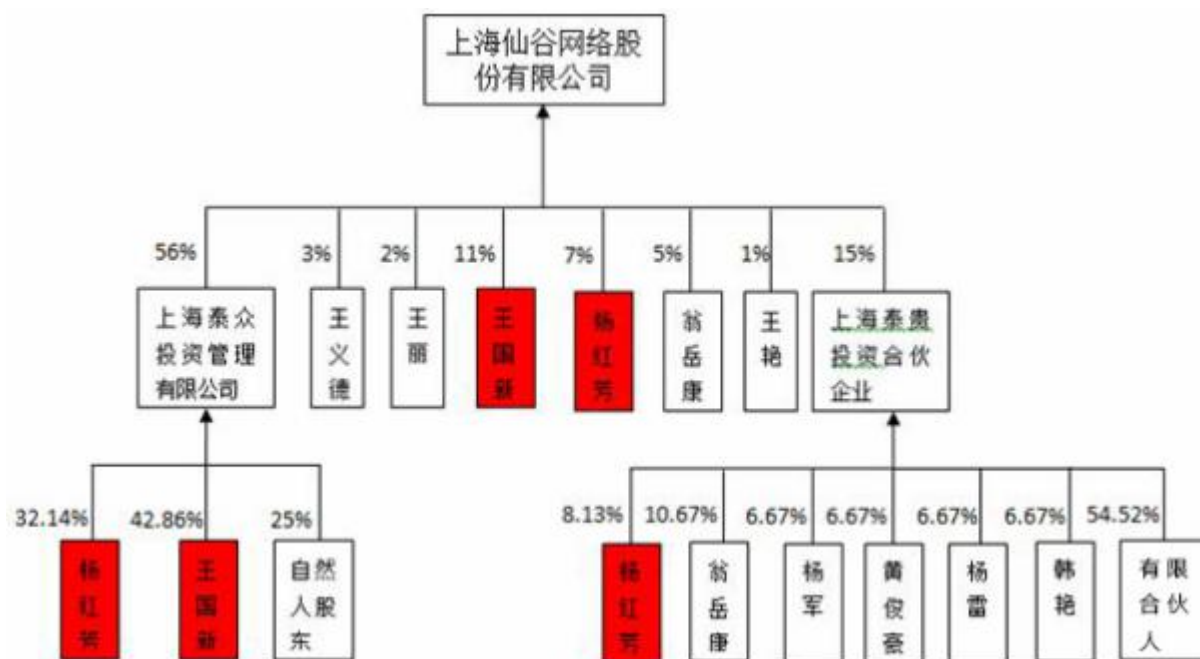 上海仙谷网络股
份有限公司
56%
3%
2%
11%
7%
5%
1%
15%
上海泰众
投资管理
有限公司
王义德
王丽
王国新
杨红芳
翁岳康
王艳
上海泰贵
投资合伙
企业
32.14%
42.86%
25%
8.13%
10.67%
6.67%
6.67%
6.67%
6.67%
54.52%
杨红芳
王国新
自然
人股
东
杨红芳
翁岳康
杨军
黄俊豪
杨雷
韩艳
有限
合伙
人